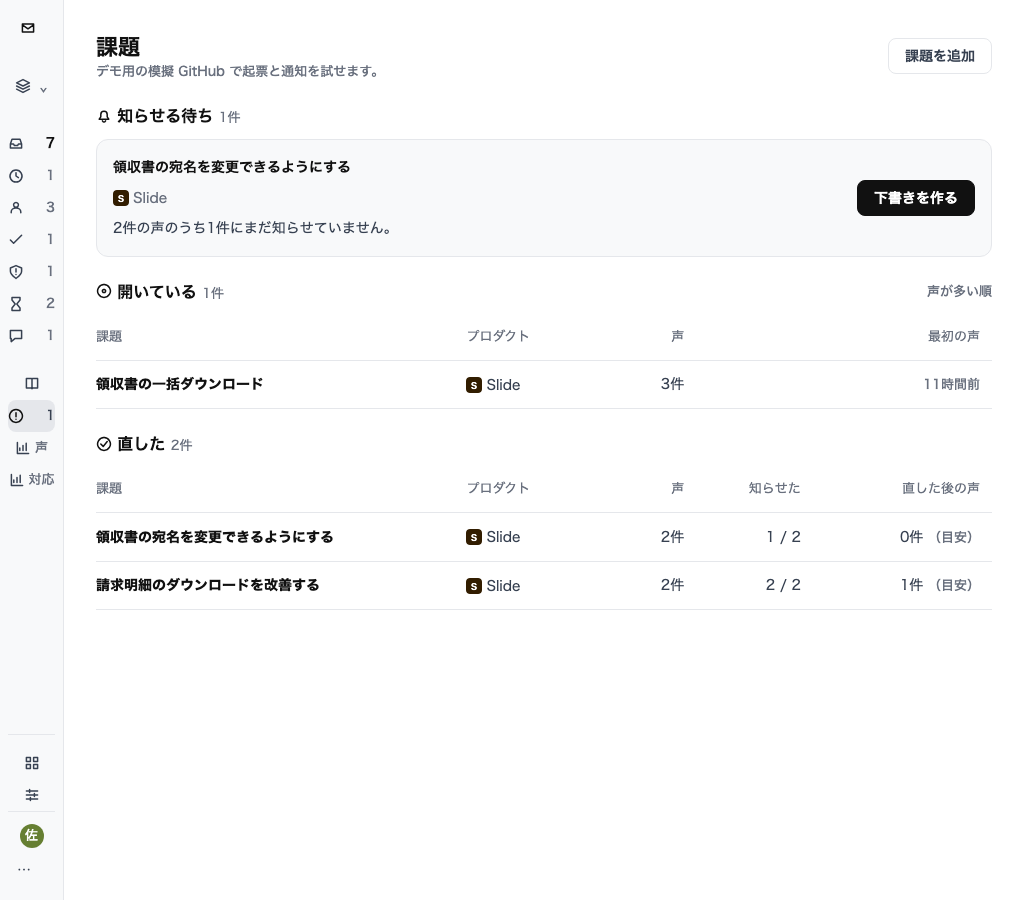 7
1
3
1
1
2
1
1
声
対応
佐
…
課題
デモ用の模擬 GitHub で起票と通知を試せます。
課題を追加
知らせる待ち 1件
領収書の宛名を変更できるようにする
S Slide
2件の声のうち1件にまだ知らせていません。
下書きを作る
開いている 1件 声が多い順
課題 プロダクト 声 最初の声
領収書の一括ダウンロード S Slide 3件 11時間前
直した 2件
課題 プロダクト 声 知らせた 直した後の声
領収書の宛名を変更できるようにする S Slide 2件 1 / 2 0件 （目安）
請求明細のダウンロードを改善する S Slide 2件 2 / 2 1件 （目安）